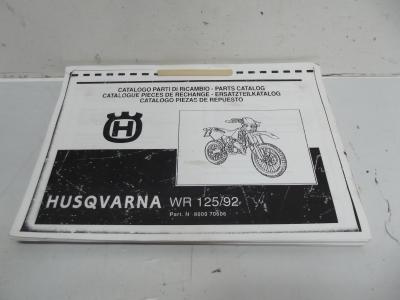 CATALOGO PARTI DI RICAMBIO - PARTS CATALOG
CATALOGUE PIECES DE RECHANGE - ERSATZTEILKATALOG
CATALOGO PIEZAS DE REPUESTO
H
HUSQVARNA WR 125/92
Part. N 8000 70606